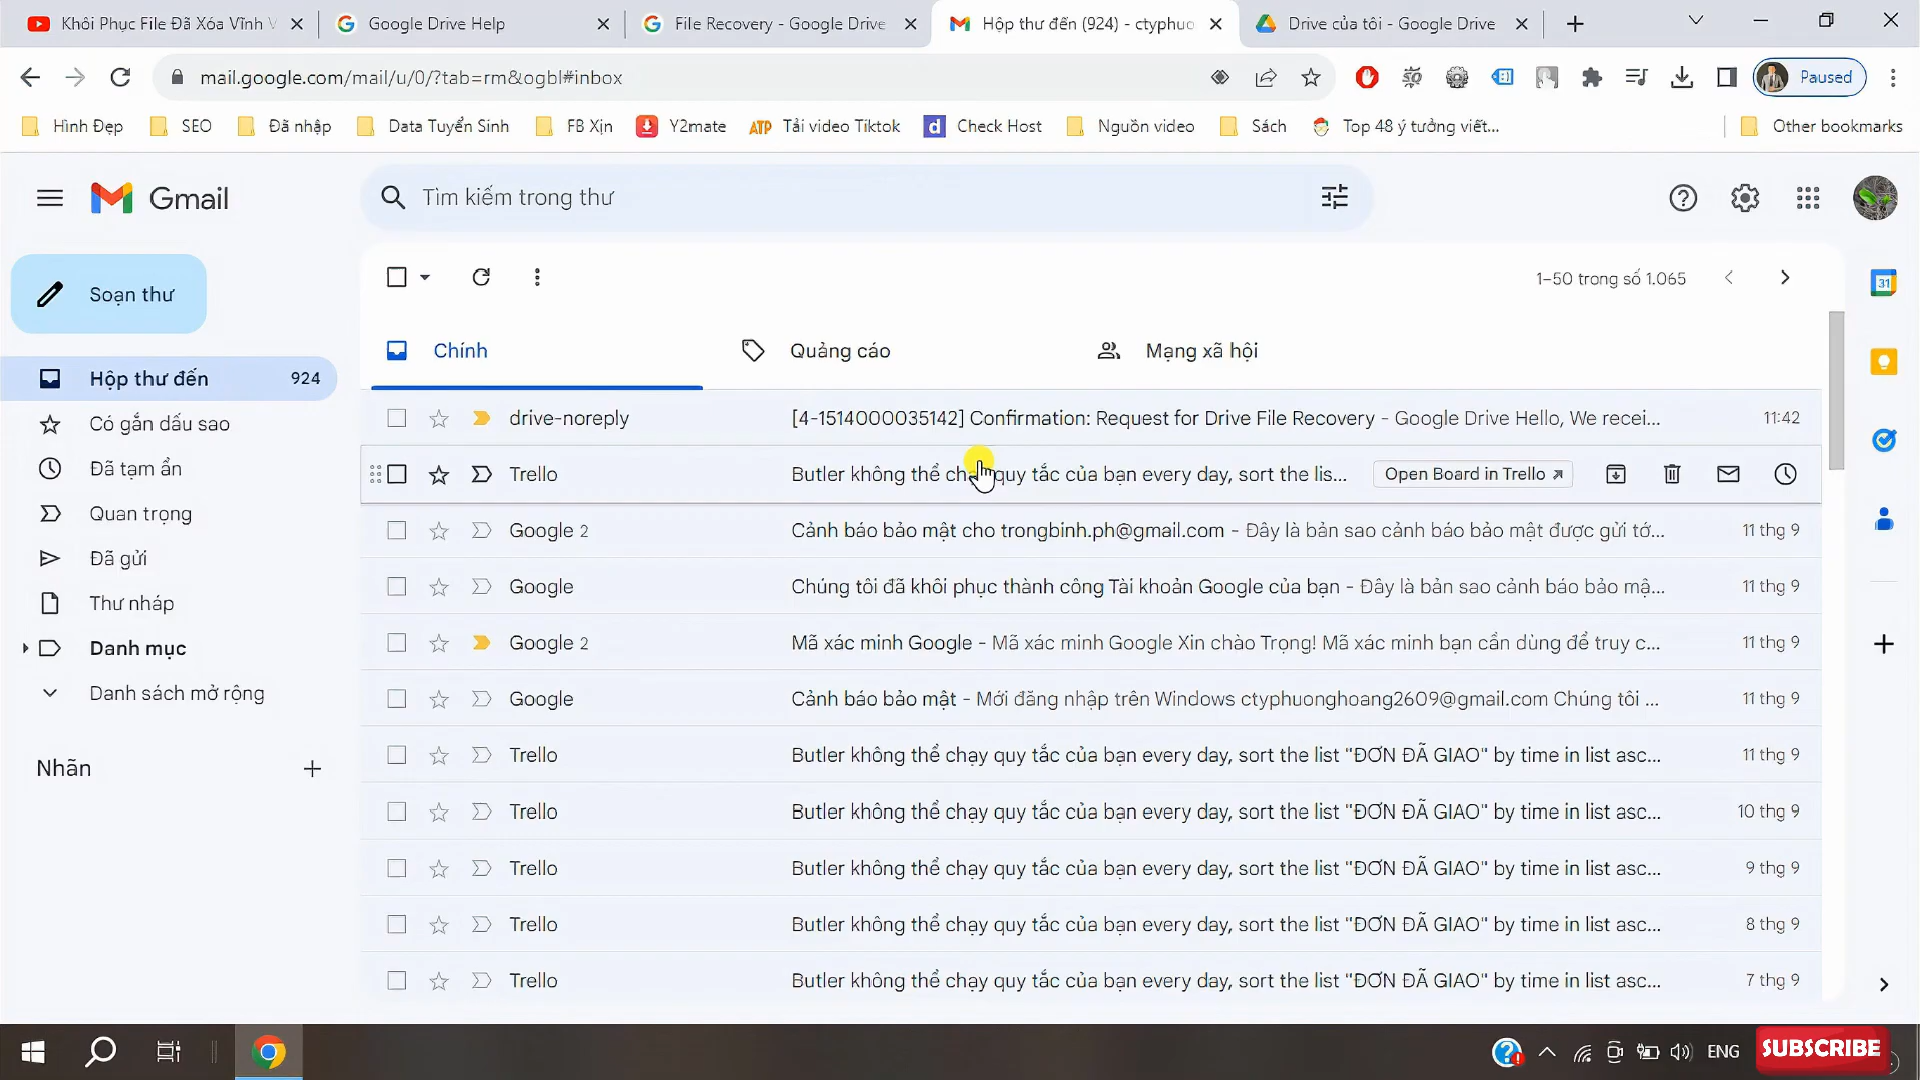 Khôi Phục File Đã Xóa Vĩnh V
Google Drive Help
File Recovery - Google Drive
Hộp thư đến (924) - ctyphuo
Drive của tôi - Google Drive
mail.google.com/mail/u/0/?tab=rm&ogbl#inbox
Paused
Hình Đẹp
SEO
Đã nhập
Data Tuyển Sinh
FB Xịn
Y2mate
ATP
Tải video Tiktok
d
Check Host
Nguồn video
Sách
Top 48 ý tưởng viết...
Other bookmarks
Gmail
Tìm kiếm trong thư
Soạn thư
1–50 trong số 1.065
31
Chính
Quảng cáo
Mạng xã hội
Hộp thư đến 924
Có gắn dấu sao
Đã tạm ẩn
Quan trọng
Đã gửi
Thư nháp
Danh mục
Danh sách mở rộng
Nhãn
drive-noreply [4-1514000035142] Confirmation: Request for Drive File Recovery - Google Drive Hello, We recei... 11:42
Trello Butler không thể chạy quy tắc của bạn every day, sort the lis... Open Board in Trello
Google 2 Cảnh báo bảo mật cho trongbinh.ph@gmail.com - Đây là bản sao cảnh báo bảo mật được gửi tớ... 11 thg 9
Google Chúng tôi đã khôi phục thành công Tài khoản Google của bạn - Đây là bản sao cảnh báo bảo mậ... 11 thg 9
Google 2 Mã xác minh Google - Mã xác minh Google Xin chào Trọng! Mã xác minh bạn cần dùng để truy c... 11 thg 9
Google Cảnh báo bảo mật - Mới đăng nhập trên Windows ctyphuonghoang2609@gmail.com Chúng tôi ... 11 thg 9
Trello Butler không thể chạy quy tắc của bạn every day, sort the list "ĐƠN ĐÃ GIAO" by time in list asc... 11 thg 9
Trello Butler không thể chạy quy tắc của bạn every day, sort the list "ĐƠN ĐÃ GIAO" by time in list asc... 10 thg 9
Trello Butler không thể chạy quy tắc của bạn every day, sort the list "ĐƠN ĐÃ GIAO" by time in list asc... 9 thg 9
Trello Butler không thể chạy quy tắc của bạn every day, sort the list "ĐƠN ĐÃ GIAO" by time in list asc... 8 thg 9
Trello Butler không thể chạy quy tắc của bạn every day, sort the list "ĐƠN ĐÃ GIAO" by time in list asc... 7 thg 9
ENG
SUBSCRIBE